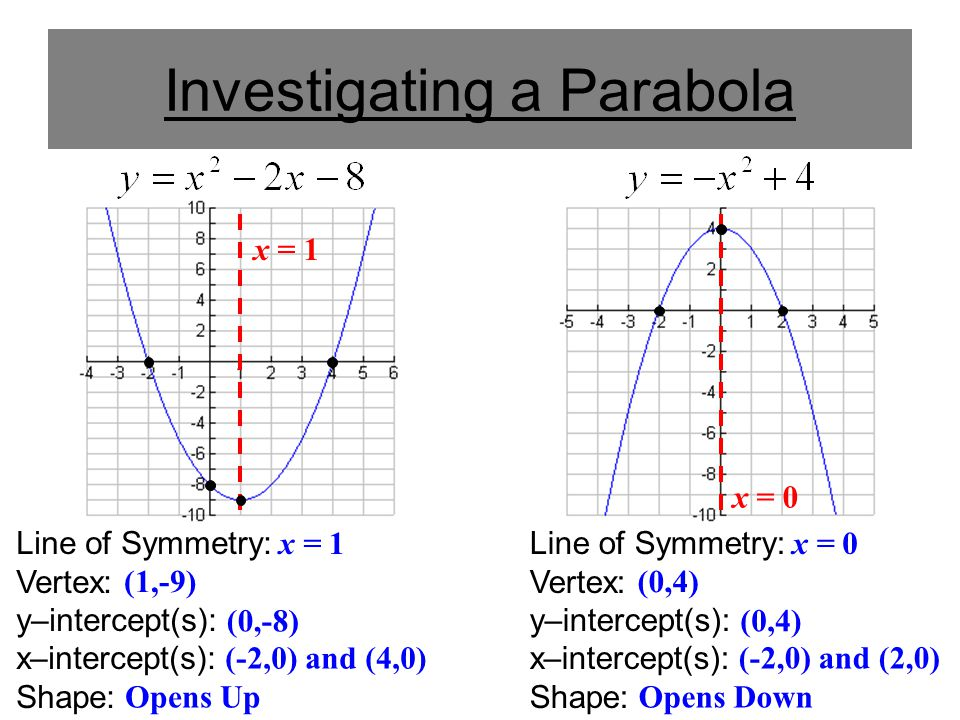 Investigating a Parabola
y = x² − 2x − 8
10
8
x = 1
6
4
2
-4 -3 -2 -1 1 2 3 4 5 6
-2
-4
-6
-8
-10
Line of Symmetry: x = 1
Vertex: (1,-9)
y–intercept(s): (0,-8)
x–intercept(s): (-2,0) and (4,0)
Shape: Opens Up
y = −x² + 4
4
2
-5 -4 -3 -2 -1 1 2 3 4 5
-2
-4
-6
-8
x = 0
-10
Line of Symmetry: x = 0
Vertex: (0,4)
y–intercept(s): (0,4)
x–intercept(s): (-2,0) and (2,0)
Shape: Opens Down